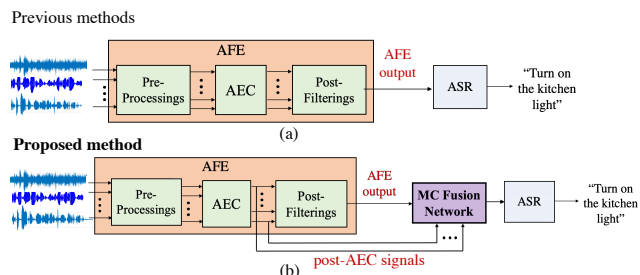 Previous methods
AFE
Pre-
Processings
AEC
Post-
Filterings
AFE
output
ASR
“Turn on
the kitchen
light”
(a)
Proposed method
AFE
Pre-
Processings
AEC
Post-
Filterings
AFE
output
MC Fusion
Network
ASR
“Turn on
the kitchen
light”
post-AEC signals
(b)